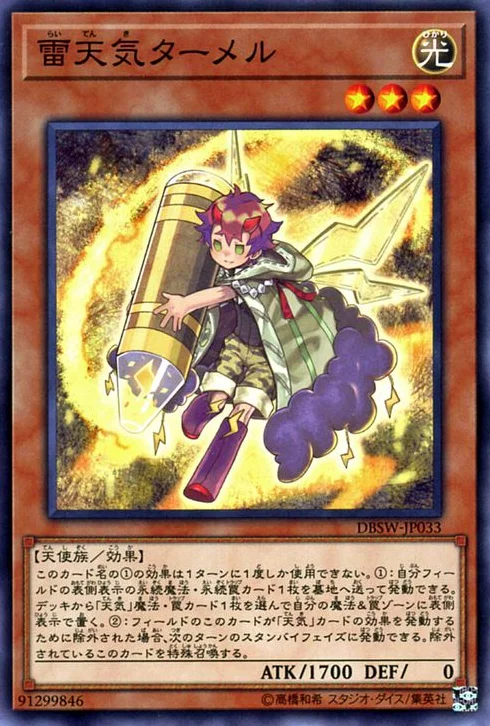 雷天気ターメル
光
DBSW-JP033
【天使族／効果】
このカード名の①の効果は１ターンに１度しか使用できない。①：自分フィー
ルドの表側表示の永続魔法・永続罠カード１枚を墓地へ送って発動できる。
デッキから「天気」魔法・罠カード１枚を選んで自分の魔法＆罠ゾーンに表側
表示で置く。②：フィールドのこのカードが「天気」カードの効果を発動する
ために除外された場合、次のターンのスタンバイフェイズに発動できる。除外
されているこのカードを特殊召喚する。
ATK/1700 DEF/ 0
91299846 ©高橋和希 スタジオ・ダイス/集英社